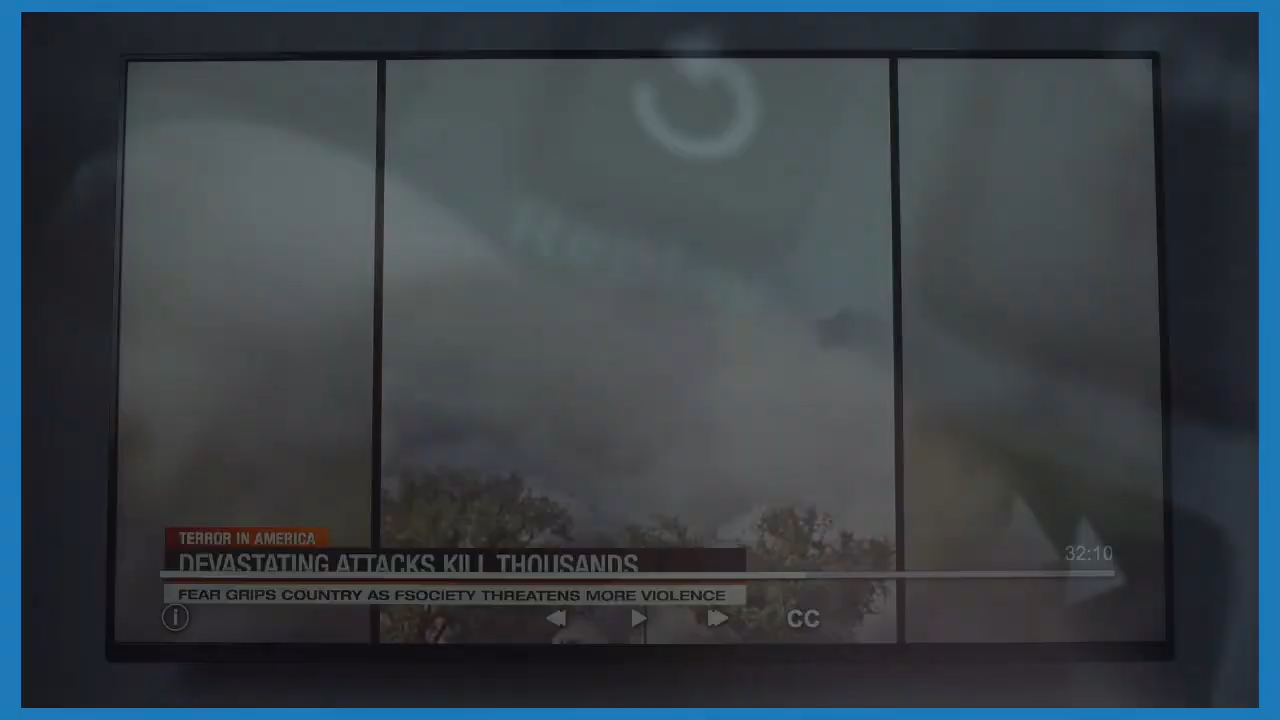 TERROR IN AMERICA
DEVASTATING ATTACKS KILL THOUSANDS
32:10
FEAR GRIPS COUNTRY AS FSOCIETY THREATENS MORE VIOLENCE
CC